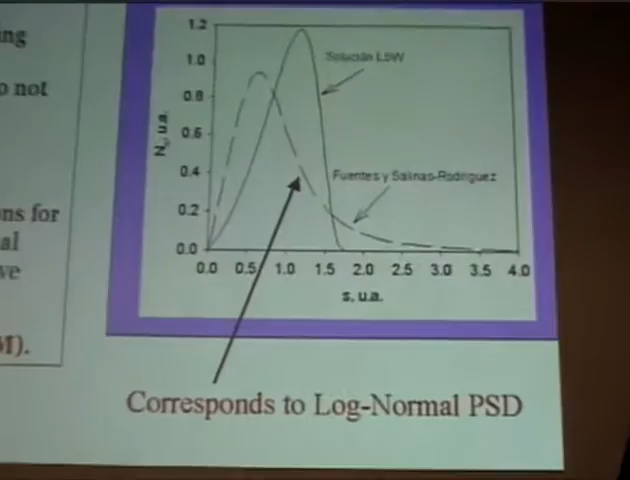 ing
o not
ns for
al
ve
M).
1.2
1.0
0.8
0.6
0.4
0.2
0.0
N, u.a.
Solución LSW
Fuentes y Salinas-Rodriguez
0.0 0.5 1.0 1.5 2.0 2.5 3.0 3.5 4.0
s, u.a.
Corresponds to Log-Normal PSD